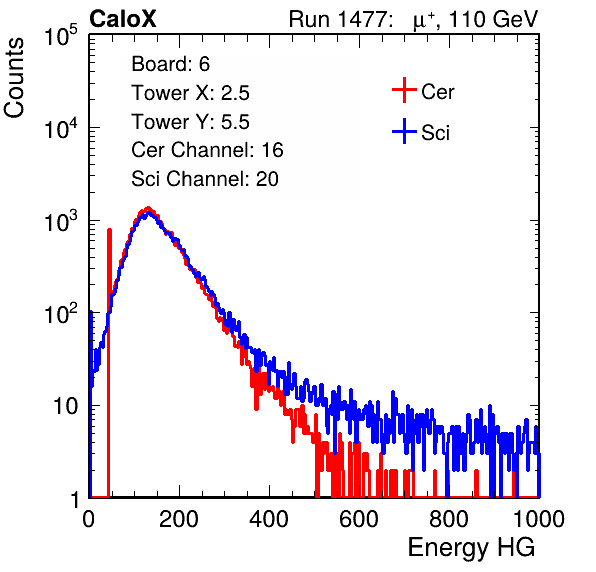 CaloX Run 1477: μ⁺, 110 GeV
Counts
10⁵
10⁴
10³
10²
10
1
Board: 6
Tower X: 2.5
Tower Y: 5.5
Cer Channel: 16
Sci Channel: 20
Cer
Sci
0 200 400 600 800 1000
Energy HG